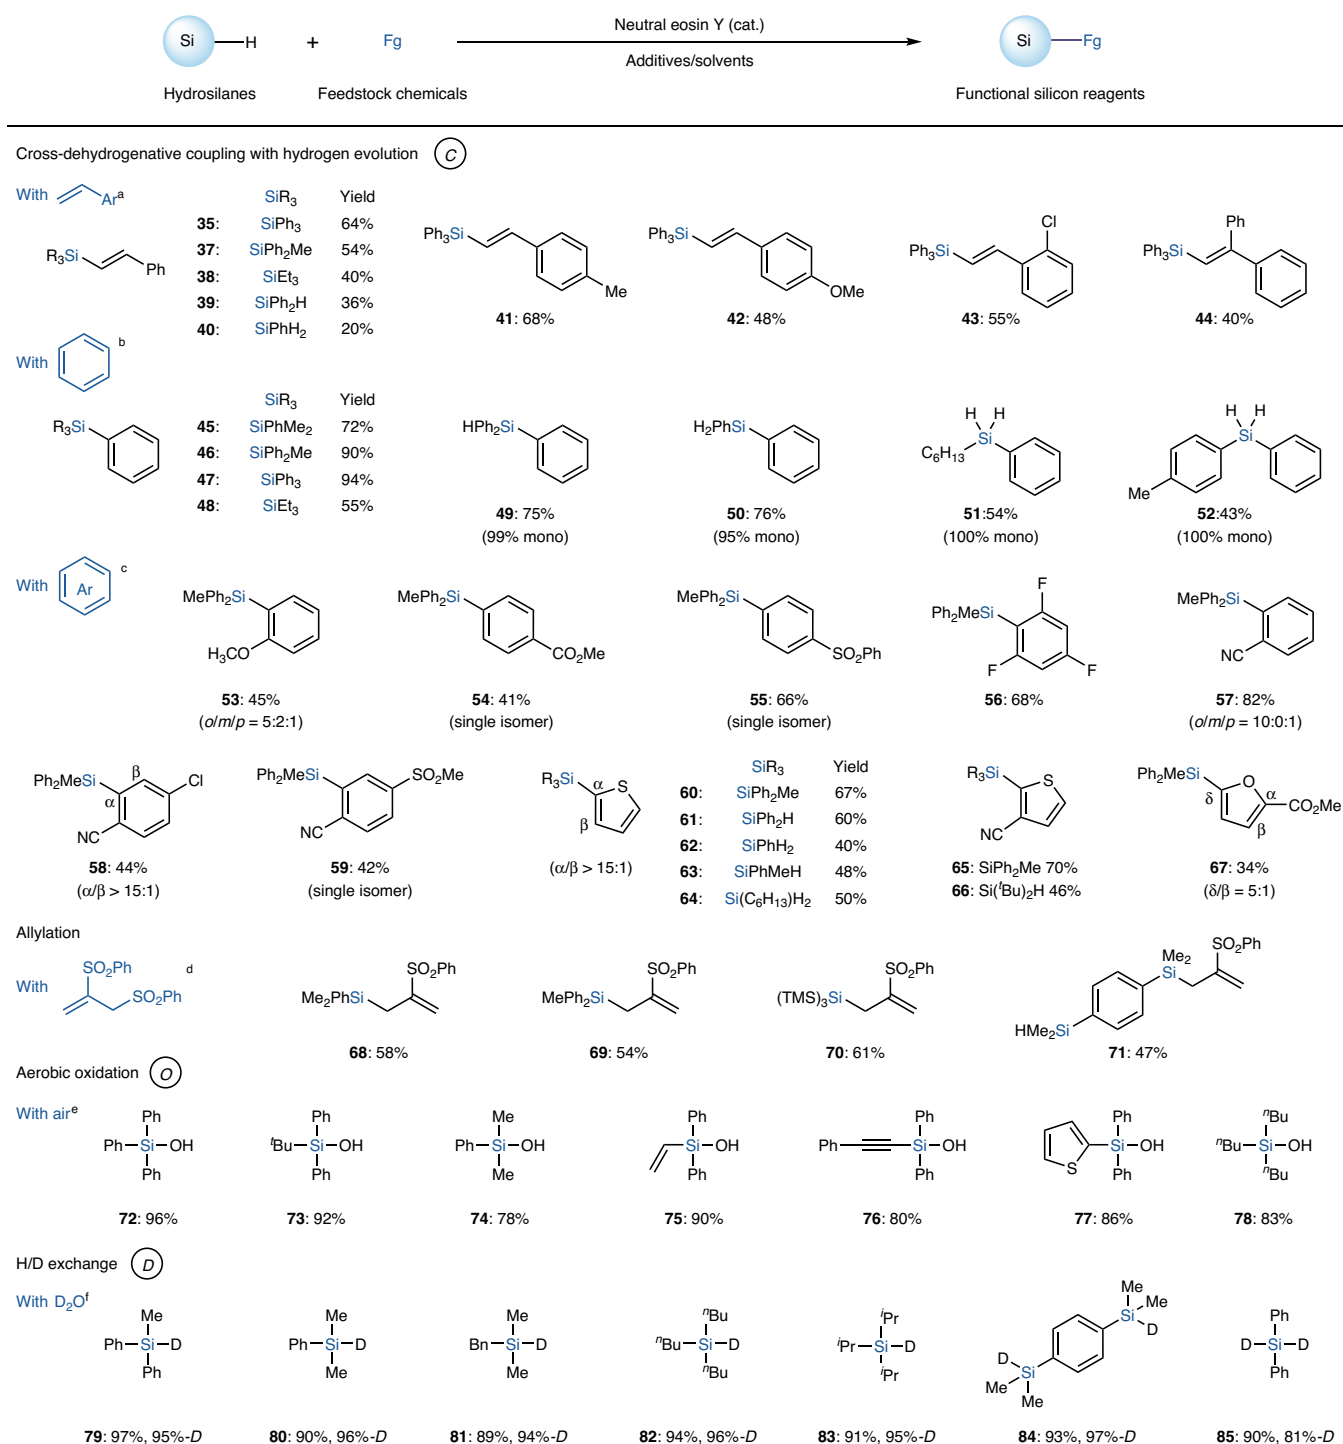 Si H + Fg Neutral eosin Y (cat.) Si Fg
Additives/solvents
Hydrosilanes Feedstock chemicals Functional silicon reagents
Cross-dehydrogenative coupling with hydrogen evolution C
With Ar^a
SiR3 Yield
35: SiPh3 64%
37: SiPh2Me 54%
38: SiEt3 40%
39: SiPh2H 36%
40: SiPhH2 20%
R3Si Ph
Ph3Si Me
41: 68%
Ph3Si OMe
42: 48%
Ph3Si Cl
43: 55%
Ph3Si Ph
44: 40%
With b
SiR3 Yield
45: SiPhMe2 72%
46: SiPh2Me 90%
47: SiPh3 94%
48: SiEt3 55%
R3Si
HPh2Si
49: 75%
(99% mono)
H2PhSi
50: 76%
(95% mono)
H H
Si
C6H13
51:54%
(100% mono)
H H
Si
Me
52:43%
(100% mono)
With Ar c
MePh2Si
H3CO
53: 45%
(o/m/p = 5:2:1)
MePh2Si
CO2Me
54: 41%
(single isomer)
MePh2Si
SO2Ph
55: 66%
(single isomer)
F
Ph2MeSi
F F
56: 68%
MePh2Si
NC
57: 82%
(o/m/p = 10:0:1)
Ph2MeSi β Cl
α
NC
58: 44%
(α/β > 15:1)
Ph2MeSi SO2Me
NC
59: 42%
(single isomer)
R3Si α S
β
(α/β > 15:1)
SiR3 Yield
60: SiPh2Me 67%
61: SiPh2H 60%
62: SiPhH2 40%
63: SiPhMeH 48%
64: Si(C6H13)H2 50%
R3Si S
NC
65: SiPh2Me 70%
66: Si(tBu)2H 46%
Ph2MeSi O α
δ CO2Me
β
67: 34%
(δ/β = 5:1)
Allylation
With SO2Ph SO2Ph d
SO2Ph
Me2PhSi
68: 58%
SO2Ph
MePh2Si
69: 54%
SO2Ph
(TMS)3Si
70: 61%
SO2Ph
Me2
Si
HMe2Si
71: 47%
Aerobic oxidation O
With air^e
Ph
Ph Si OH
Ph
72: 96%
Ph
tBu Si OH
Ph
73: 92%
Me
Ph Si OH
Me
74: 78%
Ph
Si OH
Ph
75: 90%
Ph
Ph Si OH
Ph
76: 80%
Ph
Si OH
S Ph
77: 86%
nBu
nBu Si OH
nBu
78: 83%
H/D exchange D
With D2O^f
Me
Ph Si D
Ph
79: 97%, 95%-D
Me
Ph Si D
Me
80: 90%, 96%-D
Me
Bn Si D
Me
81: 89%, 94%-D
nBu
nBu Si D
nBu
82: 94%, 96%-D
iPr
iPr Si D
iPr
83: 91%, 95%-D
Me
Si Me
D
D
Si
Me
Me
84: 93%, 97%-D
Ph
D Si D
Ph
85: 90%, 81%-D